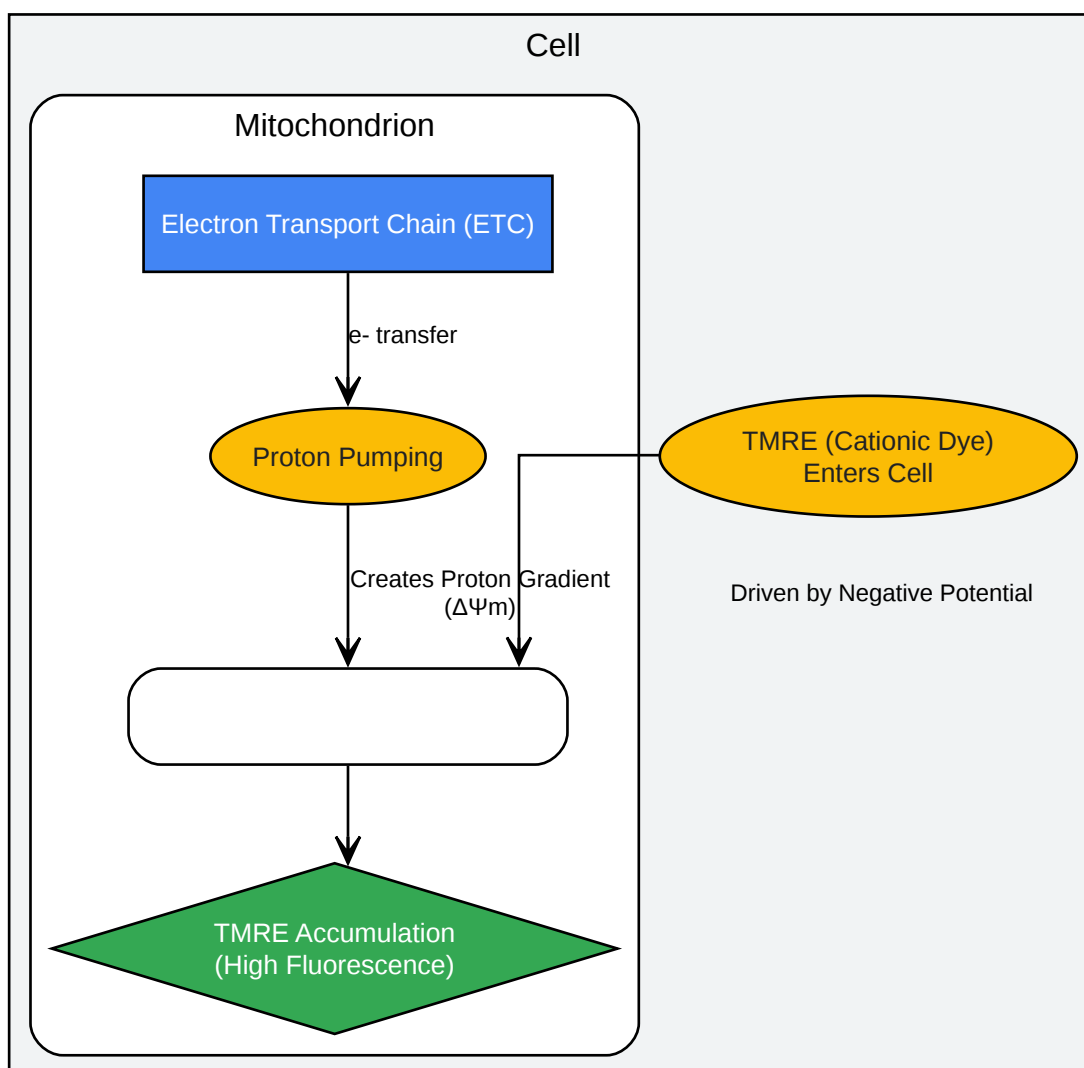 Cell
Mitochondrion
Electron Transport Chain (ETC)
e- transfer
Proton Pumping
TMRE (Cationic Dye)
Enters Cell
Creates Proton Gradient
(ΔΨm)
Driven by Negative Potential
TMRE Accumulation
(High Fluorescence)